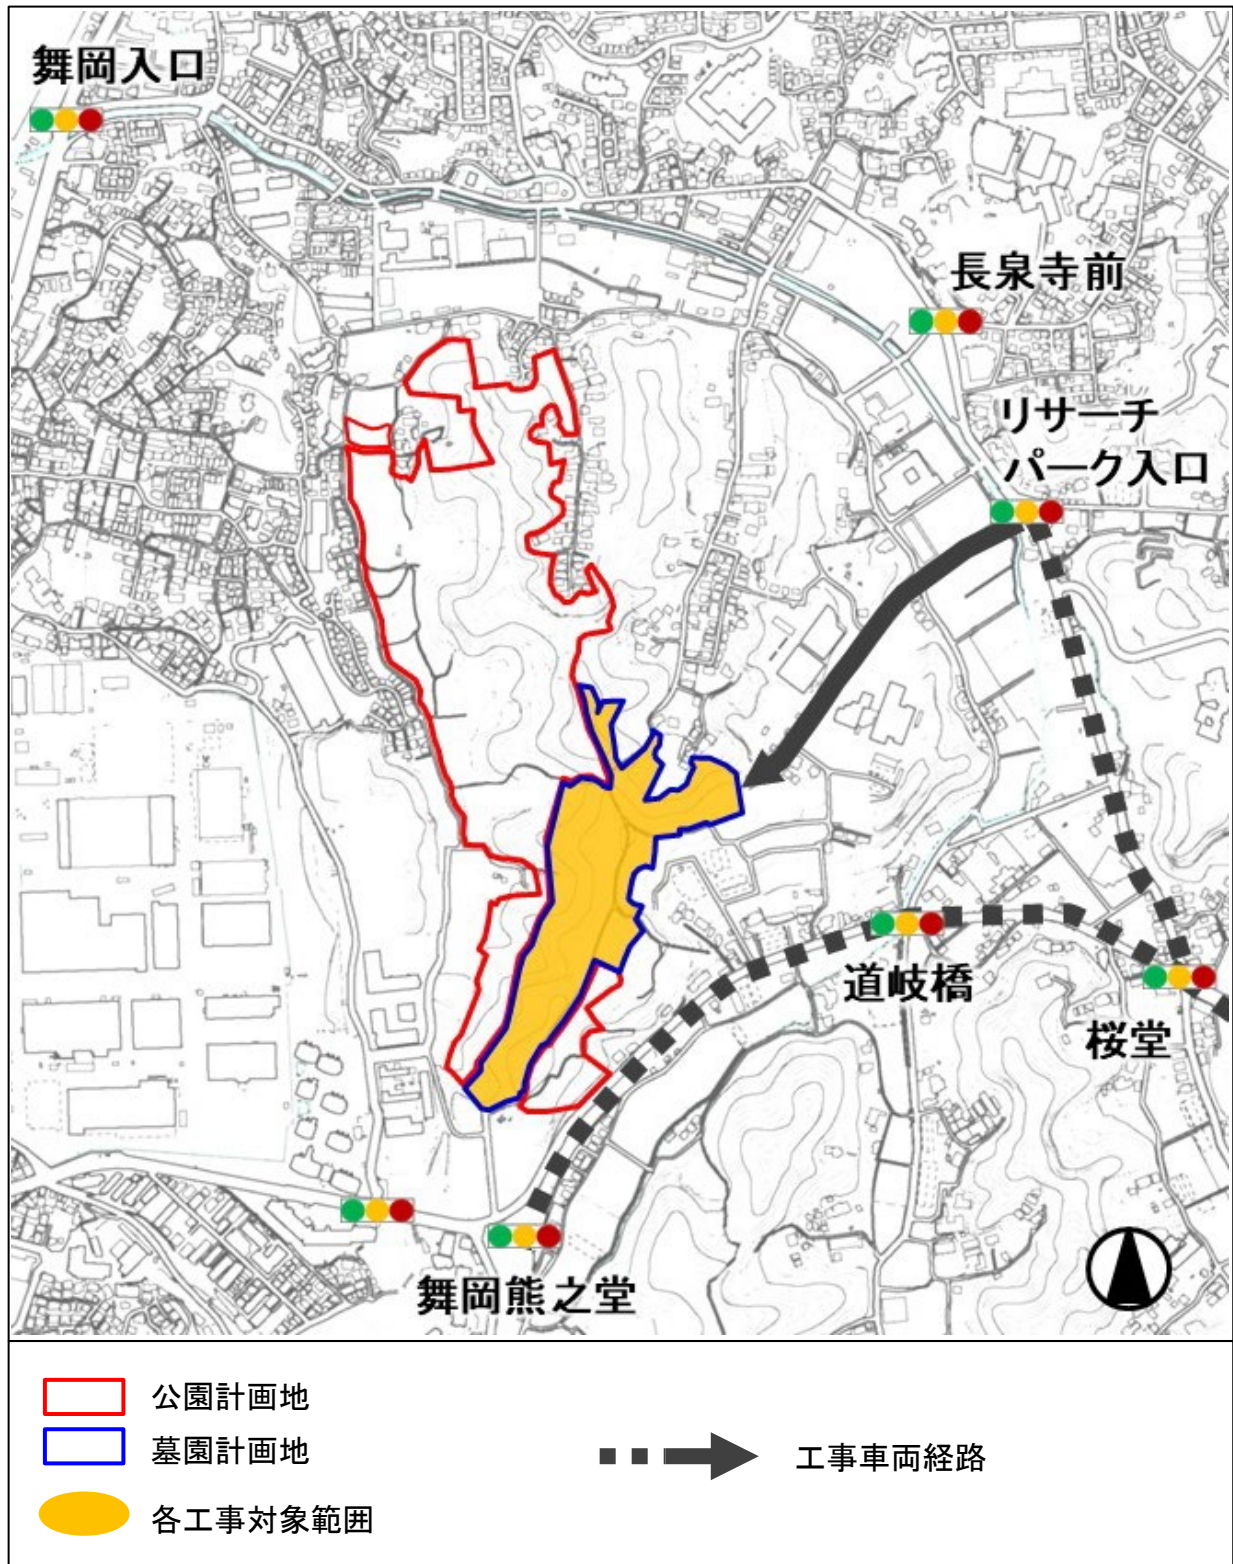 舞岡入口
長泉寺前
リサーチ
パーク入口
道岐橋
桜堂
舞岡熊之堂
公園計画地
墓園計画地
工事車両経路
各工事対象範囲